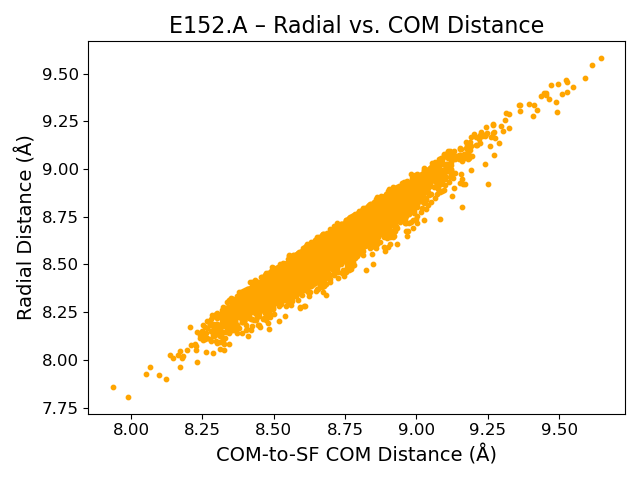 E152.A – Radial vs. COM Distance
Radial Distance (Å)
9.50
9.25
9.00
8.75
8.50
8.25
8.00
7.75
8.00 8.25 8.50 8.75 9.00 9.25 9.50
COM-to-SF COM Distance (Å)